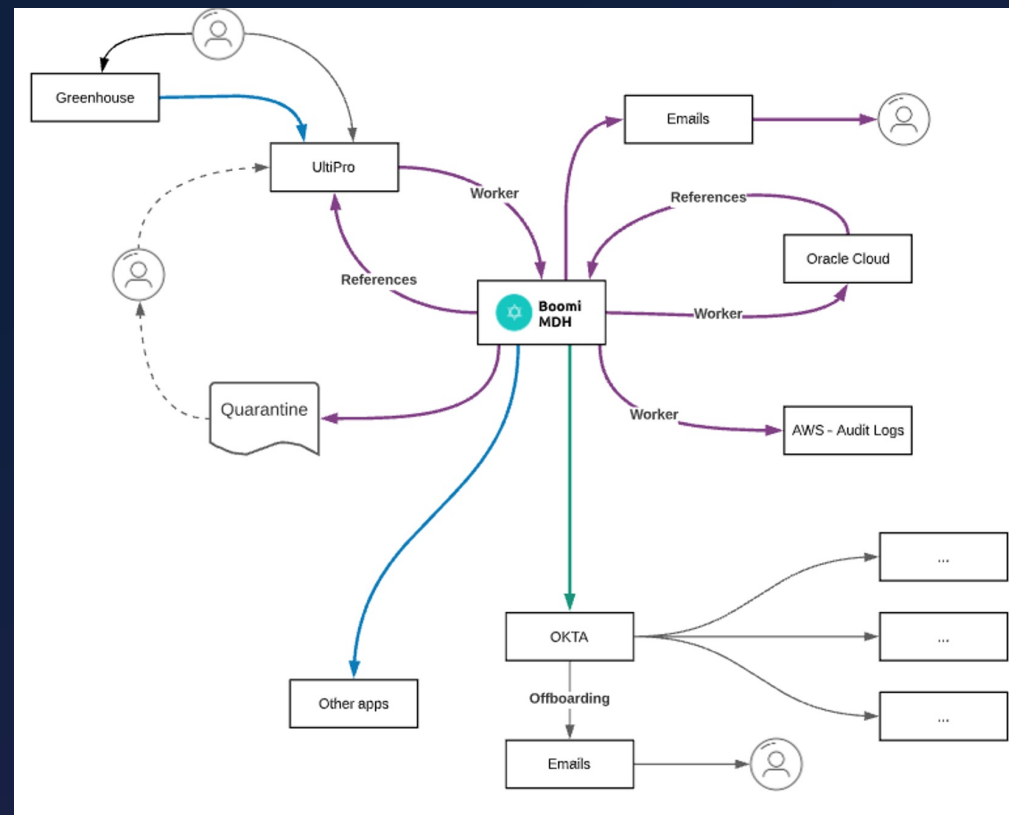 Greenhouse
UltiPro
Emails
Worker
References
Oracle Cloud
References
Boomi
MDH
Worker
Quarantine
Worker
AWS - Audit Logs
...
OKTA
...
Offboarding
Other apps
...
Emails